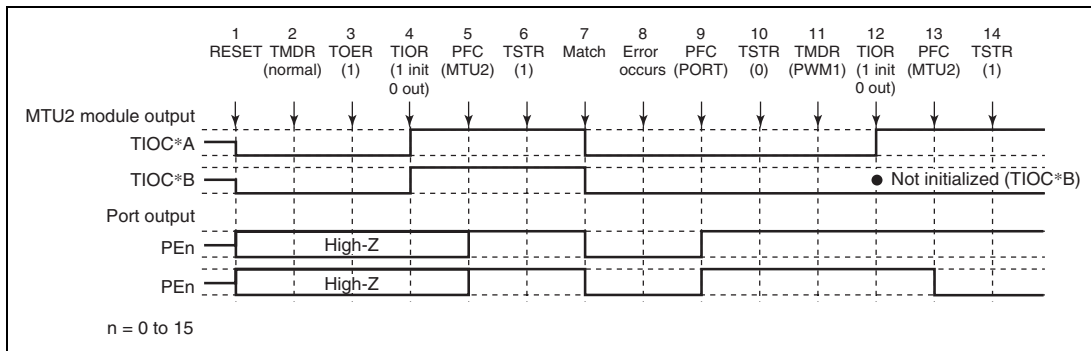 1 2 3 4 5 6 7 8 9 10 11 12 13 14
RESET TMDR TOER TIOR PFC TSTR Match Error PFC TSTR TMDR TIOR PFC TSTR
(normal) (1) (1 init (MTU2) (1) occurs (PORT) (0) (PWM1) (1 init (MTU2) (1)
0 out) 0 out)
MTU2 module output
TIOC*A
TIOC*B
● Not initialized (TIOC*B)
Port output
PEn High-Z
PEn High-Z
n = 0 to 15